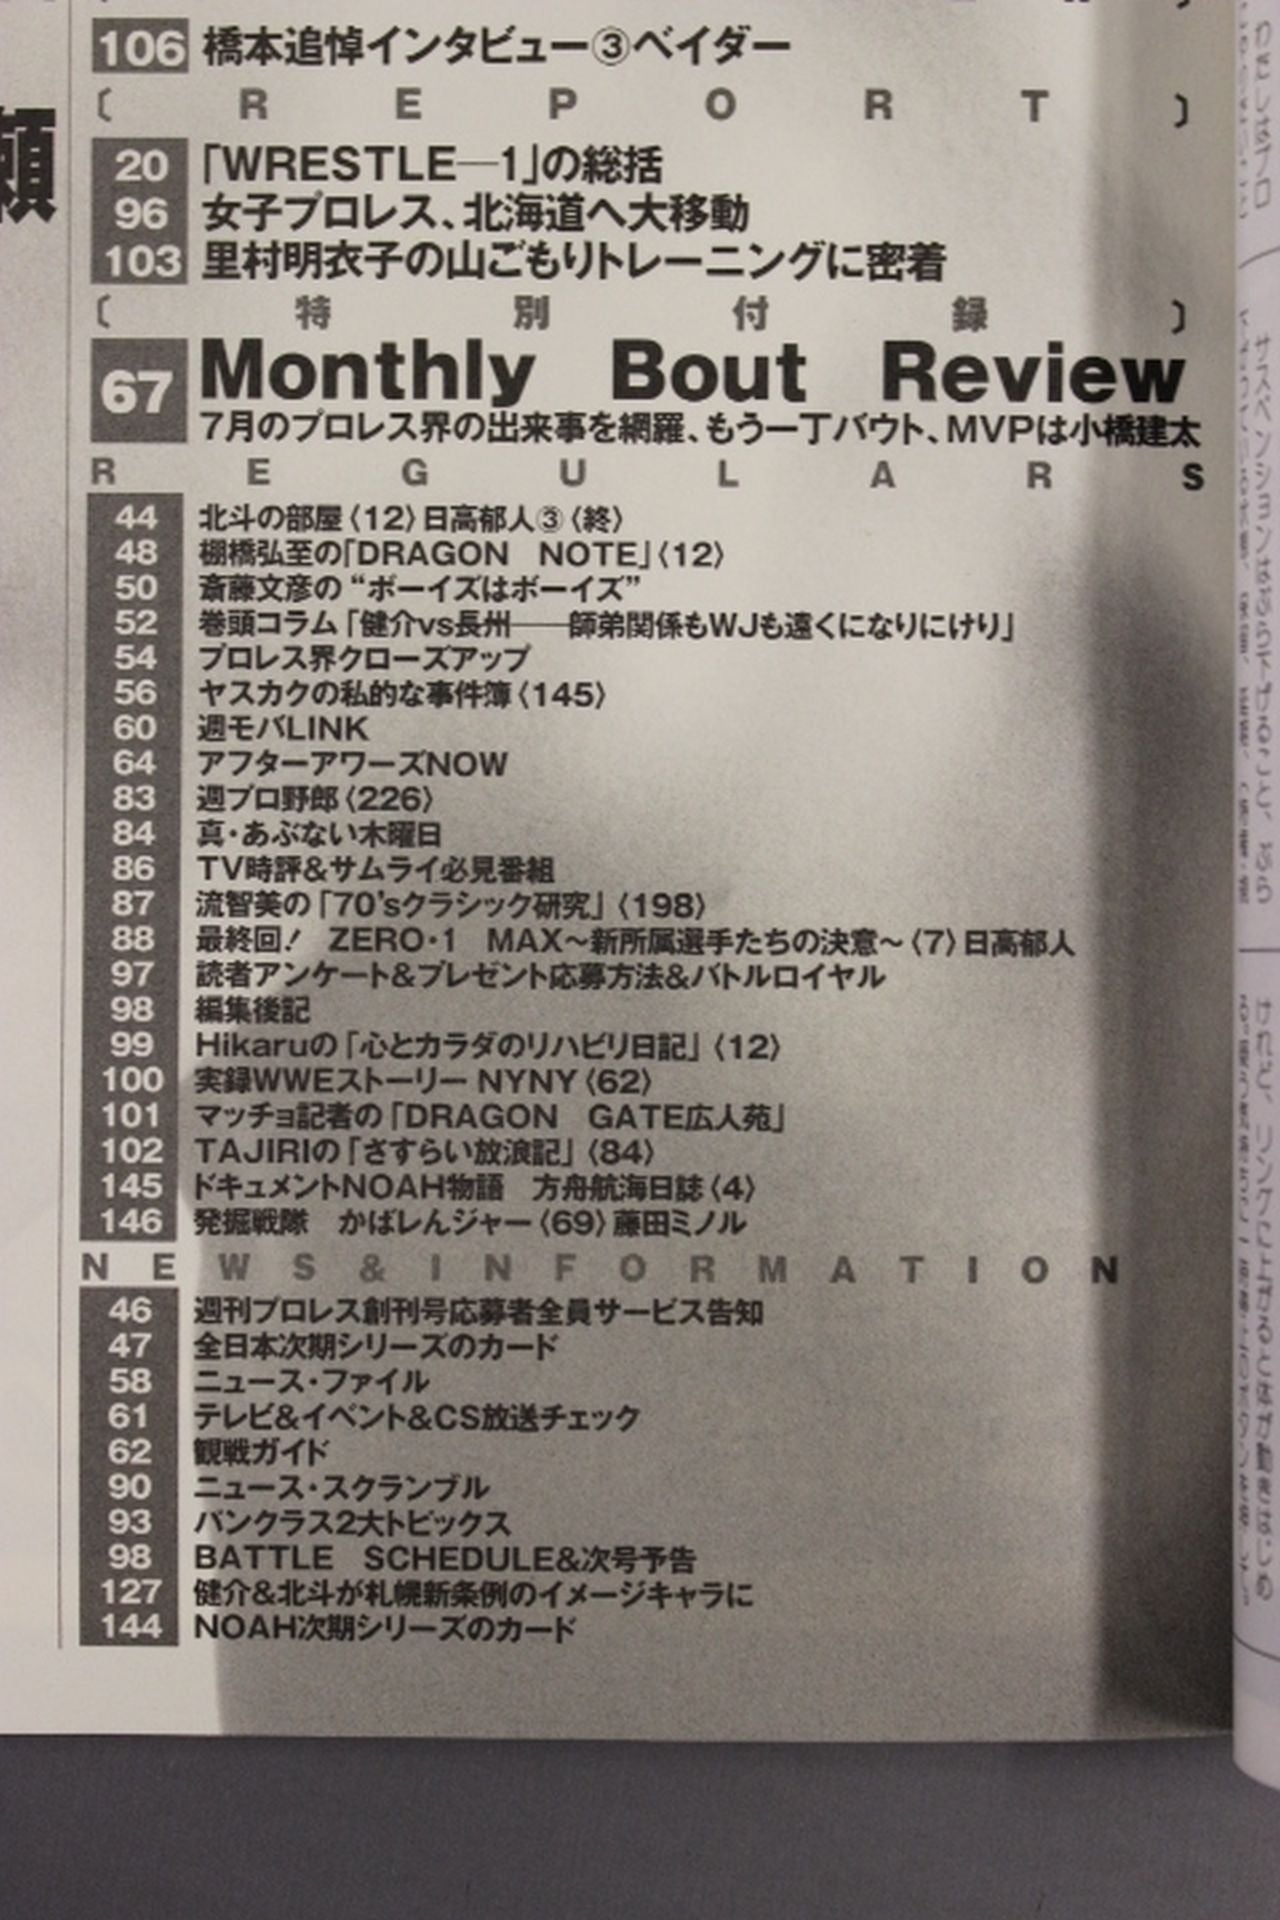 106 橋本追悼インタビュー③ベイダー
〔REPORT〕
20 「WRESTLE─1」の総括
96 女子プロレス、北海道へ大移動
103 里村明衣子の山ごもりトレーニングに密着
〔特別付録〕
67 Monthly Bout Review
7月のプロレス界の出来事を網羅、もう一丁バウト、MVPは小橋建太
REGULARS
44 北斗の部屋〈12〉日高郁人③〈終〉
48 棚橋弘至の「DRAGON NOTE」〈12〉
50 斎藤文彦の“ボーイズはボーイズ”
52 巻頭コラム「健介vs長州──師弟関係もWJも遠くになりにけり」
54 プロレス界クローズアップ
56 ヤスカクの私的な事件簿〈145〉
60 週モバLINK
64 アフターアワーズNOW
83 週プロ野郎〈226〉
84 真・あぶない木曜日
86 TV時評&サムライ必見番組
87 流智美の「70'sクラシック研究」〈198〉
88 最終回! ZERO・1 MAX～新所属選手たちの決意～〈7〉日高郁人
97 読者アンケート&プレゼント応募方法&バトルロイヤル
98 編集後記
99 Hikaruの「心とカラダのリハビリ日記」〈12〉
100 実録WWEストーリー NYNY〈62〉
101 マッチョ記者の「DRAGON GATE広人苑」
102 TAJIRIの「さすらい放浪記」〈84〉
145 ドキュメントNOAH物語 方舟航海日誌〈4〉
146 発掘戦隊 かばレんジャー〈69〉藤田ミノル
NEWS&INFORMATION
46 週刊プロレス創刊号応募者全員サービス告知
47 全日本次期シリーズのカード
58 ニュース・ファイル
61 テレビ&イベント&CS放送チェック
62 観戦ガイド
90 ニュース・スクランブル
93 パンクラス2大トピックス
98 BATTLE SCHEDULE&次号予告
127 健介&北斗が札幌新条例のイメージキャラに
144 NOAH次期シリーズのカード